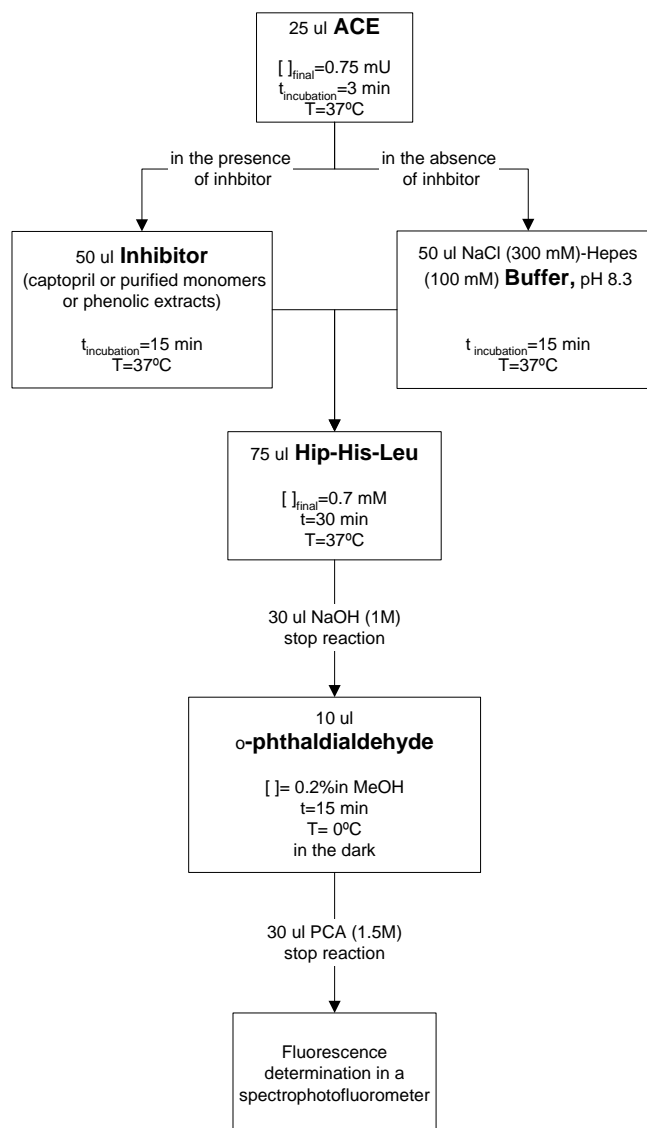 25 ul ACE
[ ]final=0.75 mU
tincubation=3 min
T=37ºC
in the presence
of inhbitor
in the absence
of inhbitor
50 ul Inhibitor
(captopril or purified monomers
or phenolic extracts)
tincubation=15 min
T=37ºC
50 ul NaCl (300 mM)-Hepes
(100 mM) Buffer, pH 8.3
t incubation=15 min
T=37ºC
75 ul Hip-His-Leu
[ ]final=0.7 mM
t=30 min
T=37ºC
30 ul NaOH (1M)
stop reaction
10 ul
o-phthaldialdehyde
[ ]= 0.2%in MeOH
t=15 min
T= 0ºC
in the dark
30 ul PCA (1.5M)
stop reaction
Fluorescence
determination in a
spectrophotofluorometer